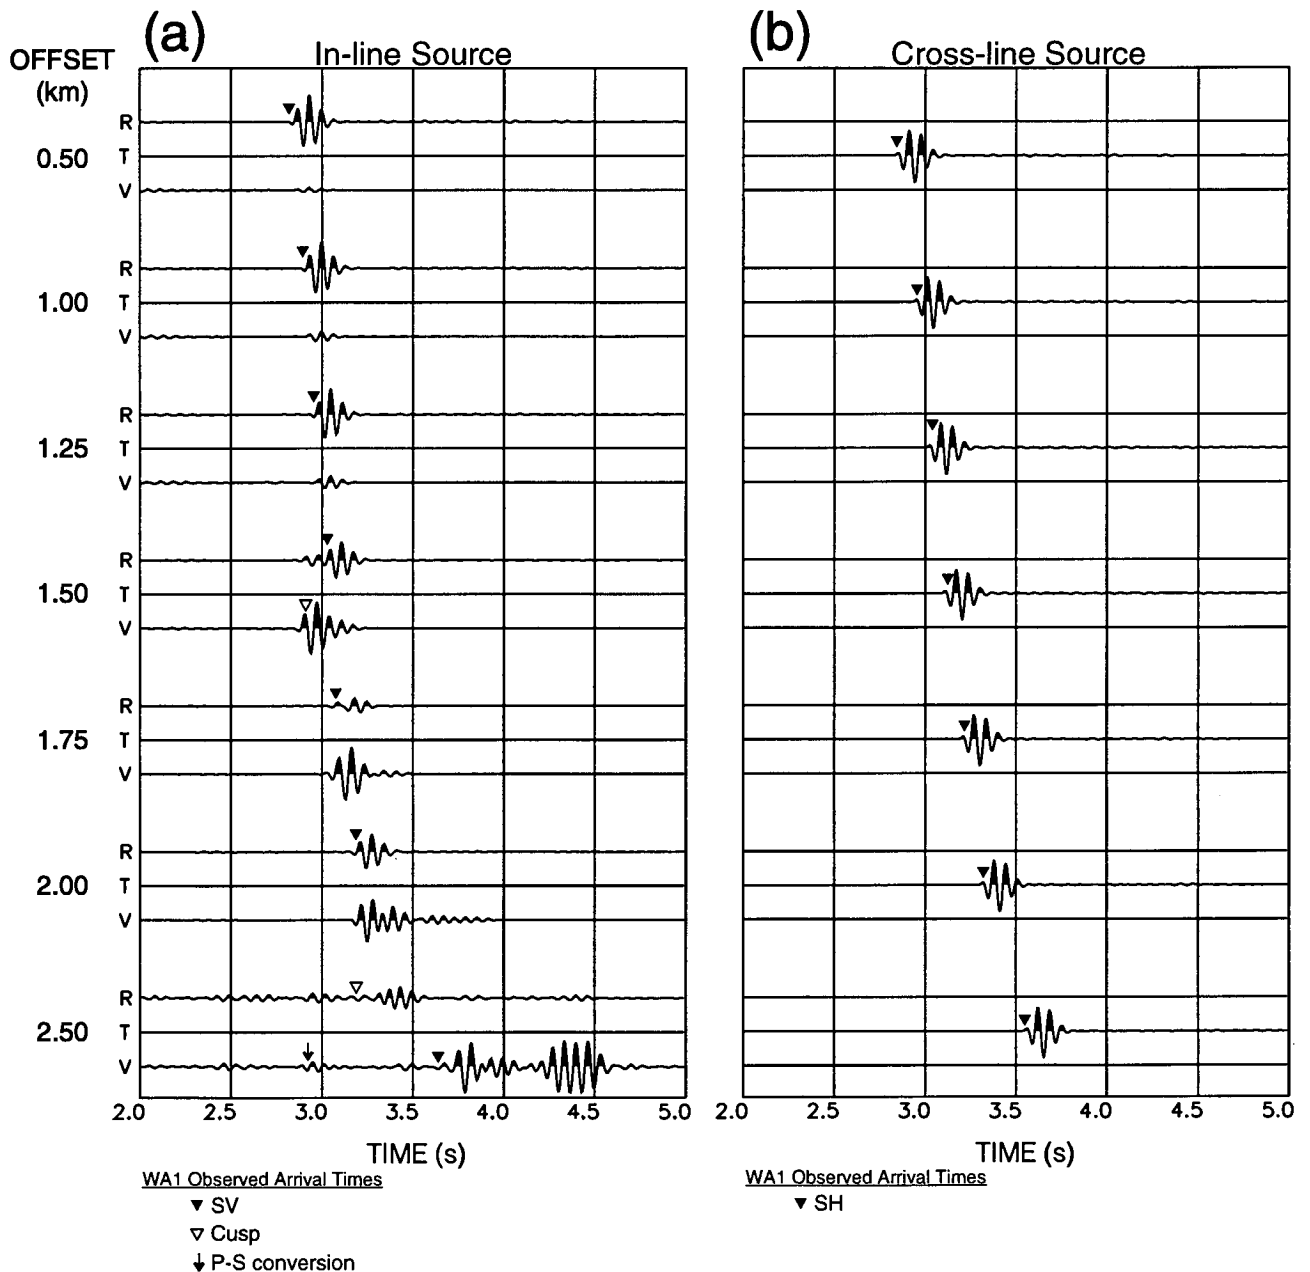 (a) In-line Source
(b) Cross-line Source
OFFSET
(km)
R
0.50 T
V
R
1.00 T
V
R
1.25 T
V
R
1.50 T
V
R
1.75 T
V
R
2.00 T
V
R
2.50 T
V
2.0 2.5 3.0 3.5 4.0 4.5 5.0
TIME (s)
WA1 Observed Arrival Times
SV
Cusp
P-S conversion
2.0 2.5 3.0 3.5 4.0 4.5 5.0
TIME (s)
WA1 Observed Arrival Times
SH